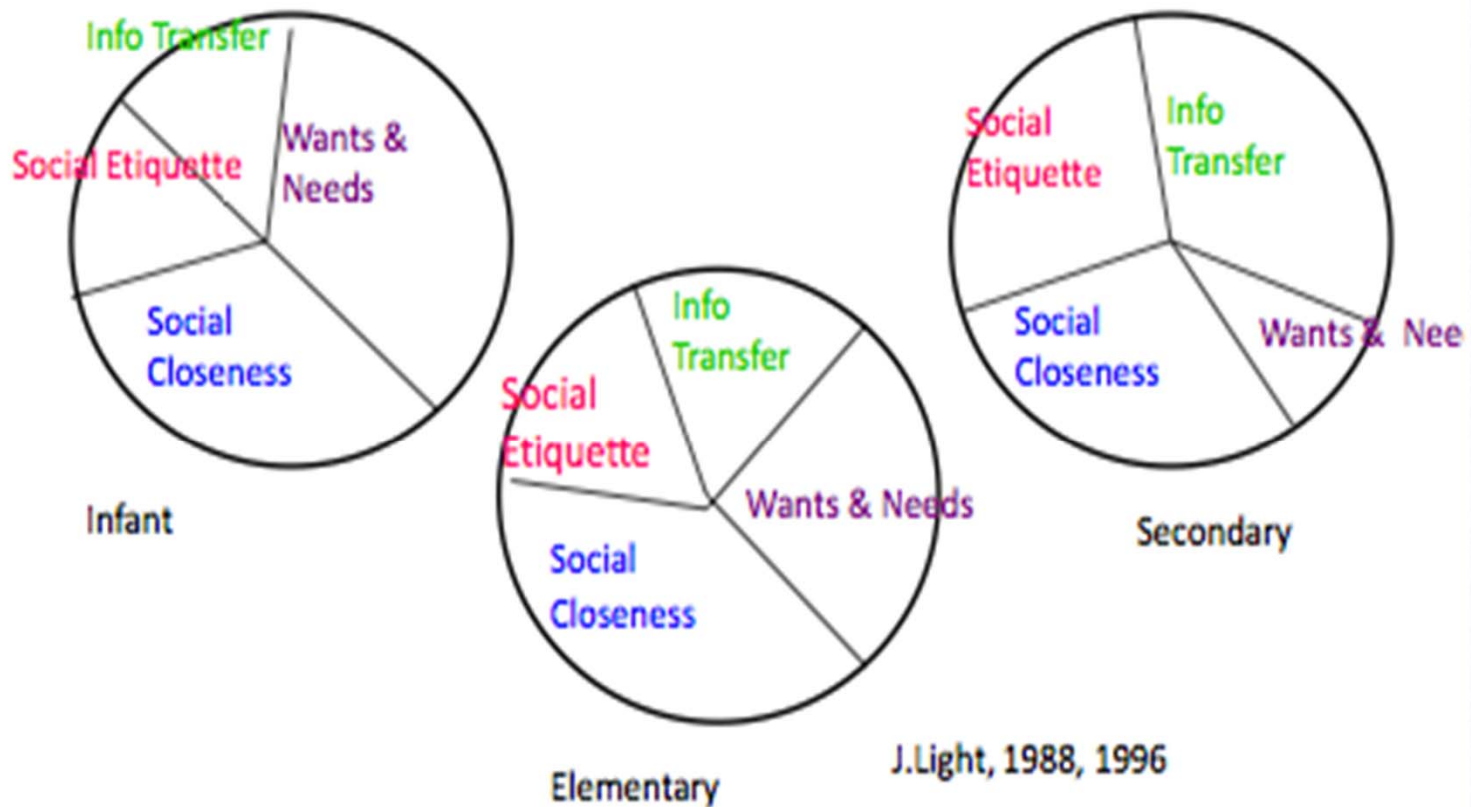 Info Transfer
Wants &
Needs
Social Etiquette
Social
Closeness
Infant
Info
Transfer
Social
Etiquette
Wants & Needs
Social
Closeness
Elementary
Social
Etiquette
Info
Transfer
Social
Closeness
Wants & Nee
Secondary
J.Light, 1988, 1996